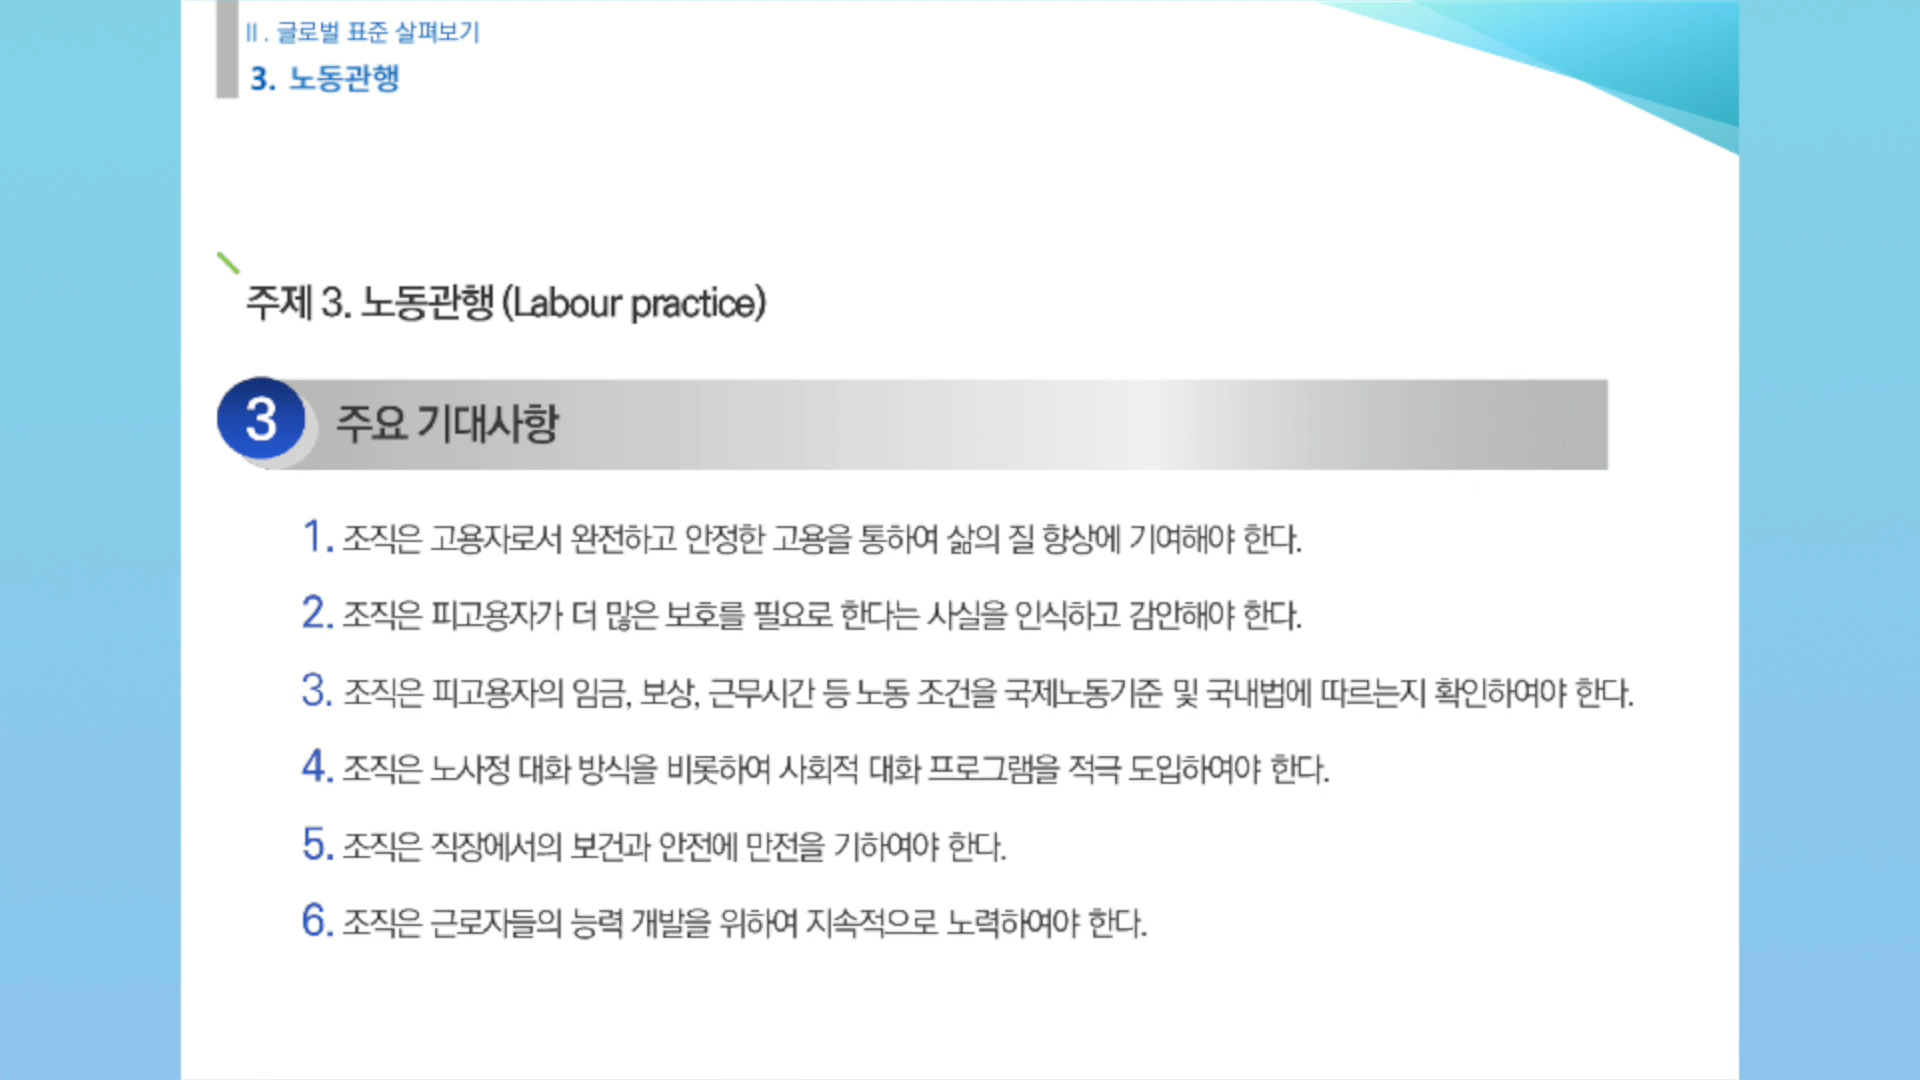 II. 글로벌 표준 살펴보기
3. 노동관행
주제 3. 노동관행 (Labour practice)
3 주요 기대사항
1. 조직은 고용자로서 완전하고 안정한 고용을 통하여 삶의 질 향상에 기여해야 한다.
2. 조직은 피고용자가 더 많은 보호를 필요로 한다는 사실을 인식하고 감안해야 한다.
3. 조직은 피고용자의 임금, 보상, 근무시간 등 노동 조건을 국제노동기준 및 국내법에 따르는지 확인하여야 한다.
4. 조직은 노사정 대화 방식을 비롯하여 사회적 대화 프로그램을 적극 도입하여야 한다.
5. 조직은 직장에서의 보건과 안전에 만전을 기하여야 한다.
6. 조직은 근로자들의 능력 개발을 위하여 지속적으로 노력하여야 한다.